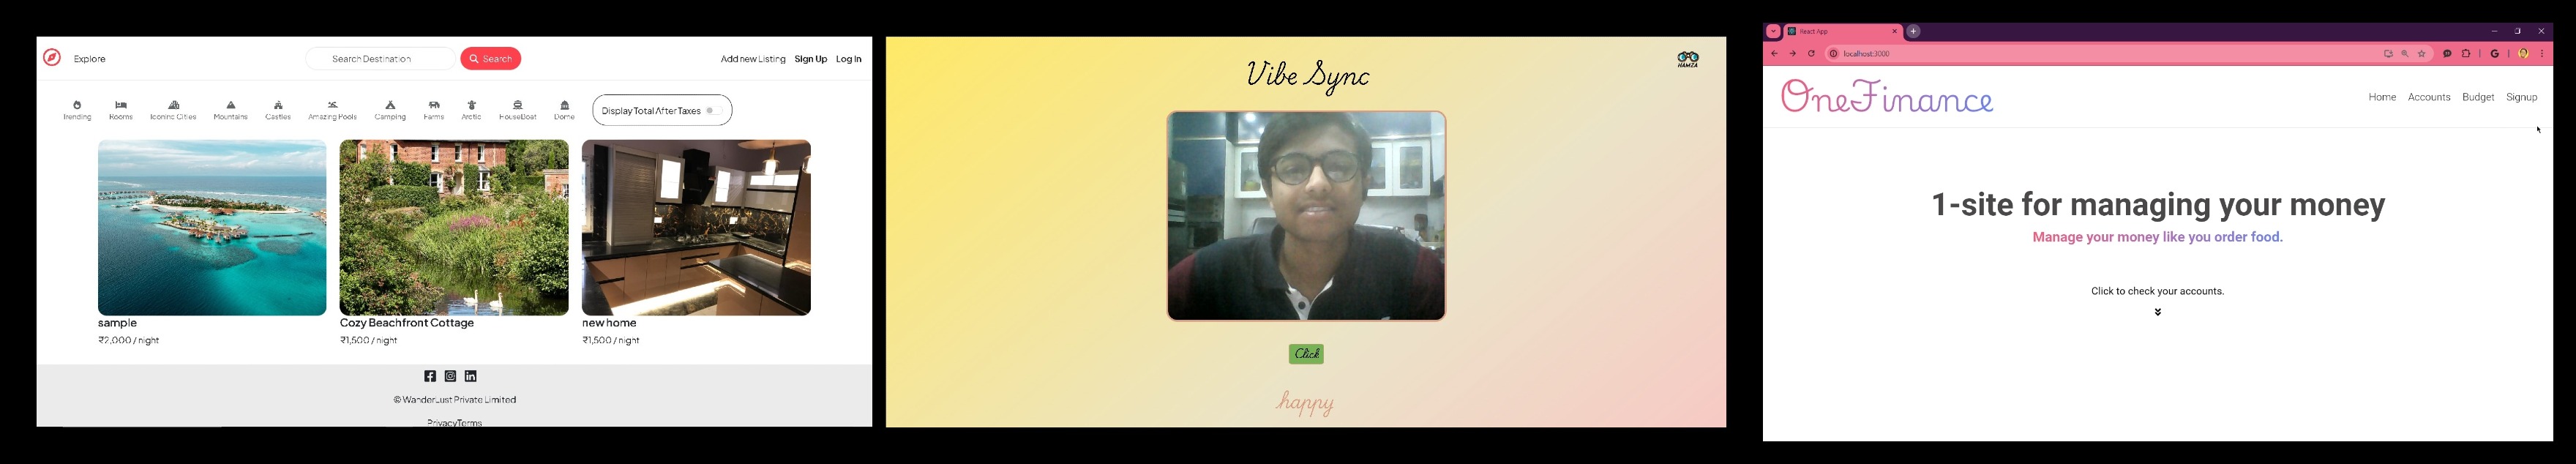 Explore
Search Destination
Search
Add new Listing Sign Up Log In
Trending Rooms Iconinc Cities Mountains Castles Amazing Pools Camping Farms Arctic HouseBoat Dome
Display Total After Taxes
sample
₹2,000 / night
Cozy Beachfront Cottage
₹1,500 / night
new home
₹1,500 / night
© WanderLust Private Limited
PrivacyTerms
Vibe Sync
HAMZA
Click
happy
React App
localhost:3000
OneFinance
Home Accounts Budget Signup
1-site for managing your money
Manage your money like you order food.
Click to check your accounts.